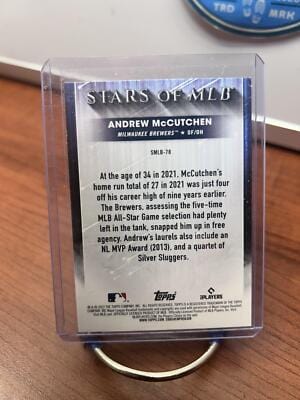 TRD
MRK
STARS OF MLB
ANDREW McCUTCHEN
MILWAUKEE BREWERS™ ★ OF/DH
SMLB-78
At the age of 34 in 2021, McCutchen's
home run total of 27 in 2021 was just four
off his career high of nine years earlier.
The Brewers, assessing the five-time
MLB All-Star Game selection had plenty
left in the tank, snapped him up in free
agency. Andrew's laurels also include an
NL MVP Award (2013), and a quartet of
Silver Sluggers.
Topps
PLAYERS